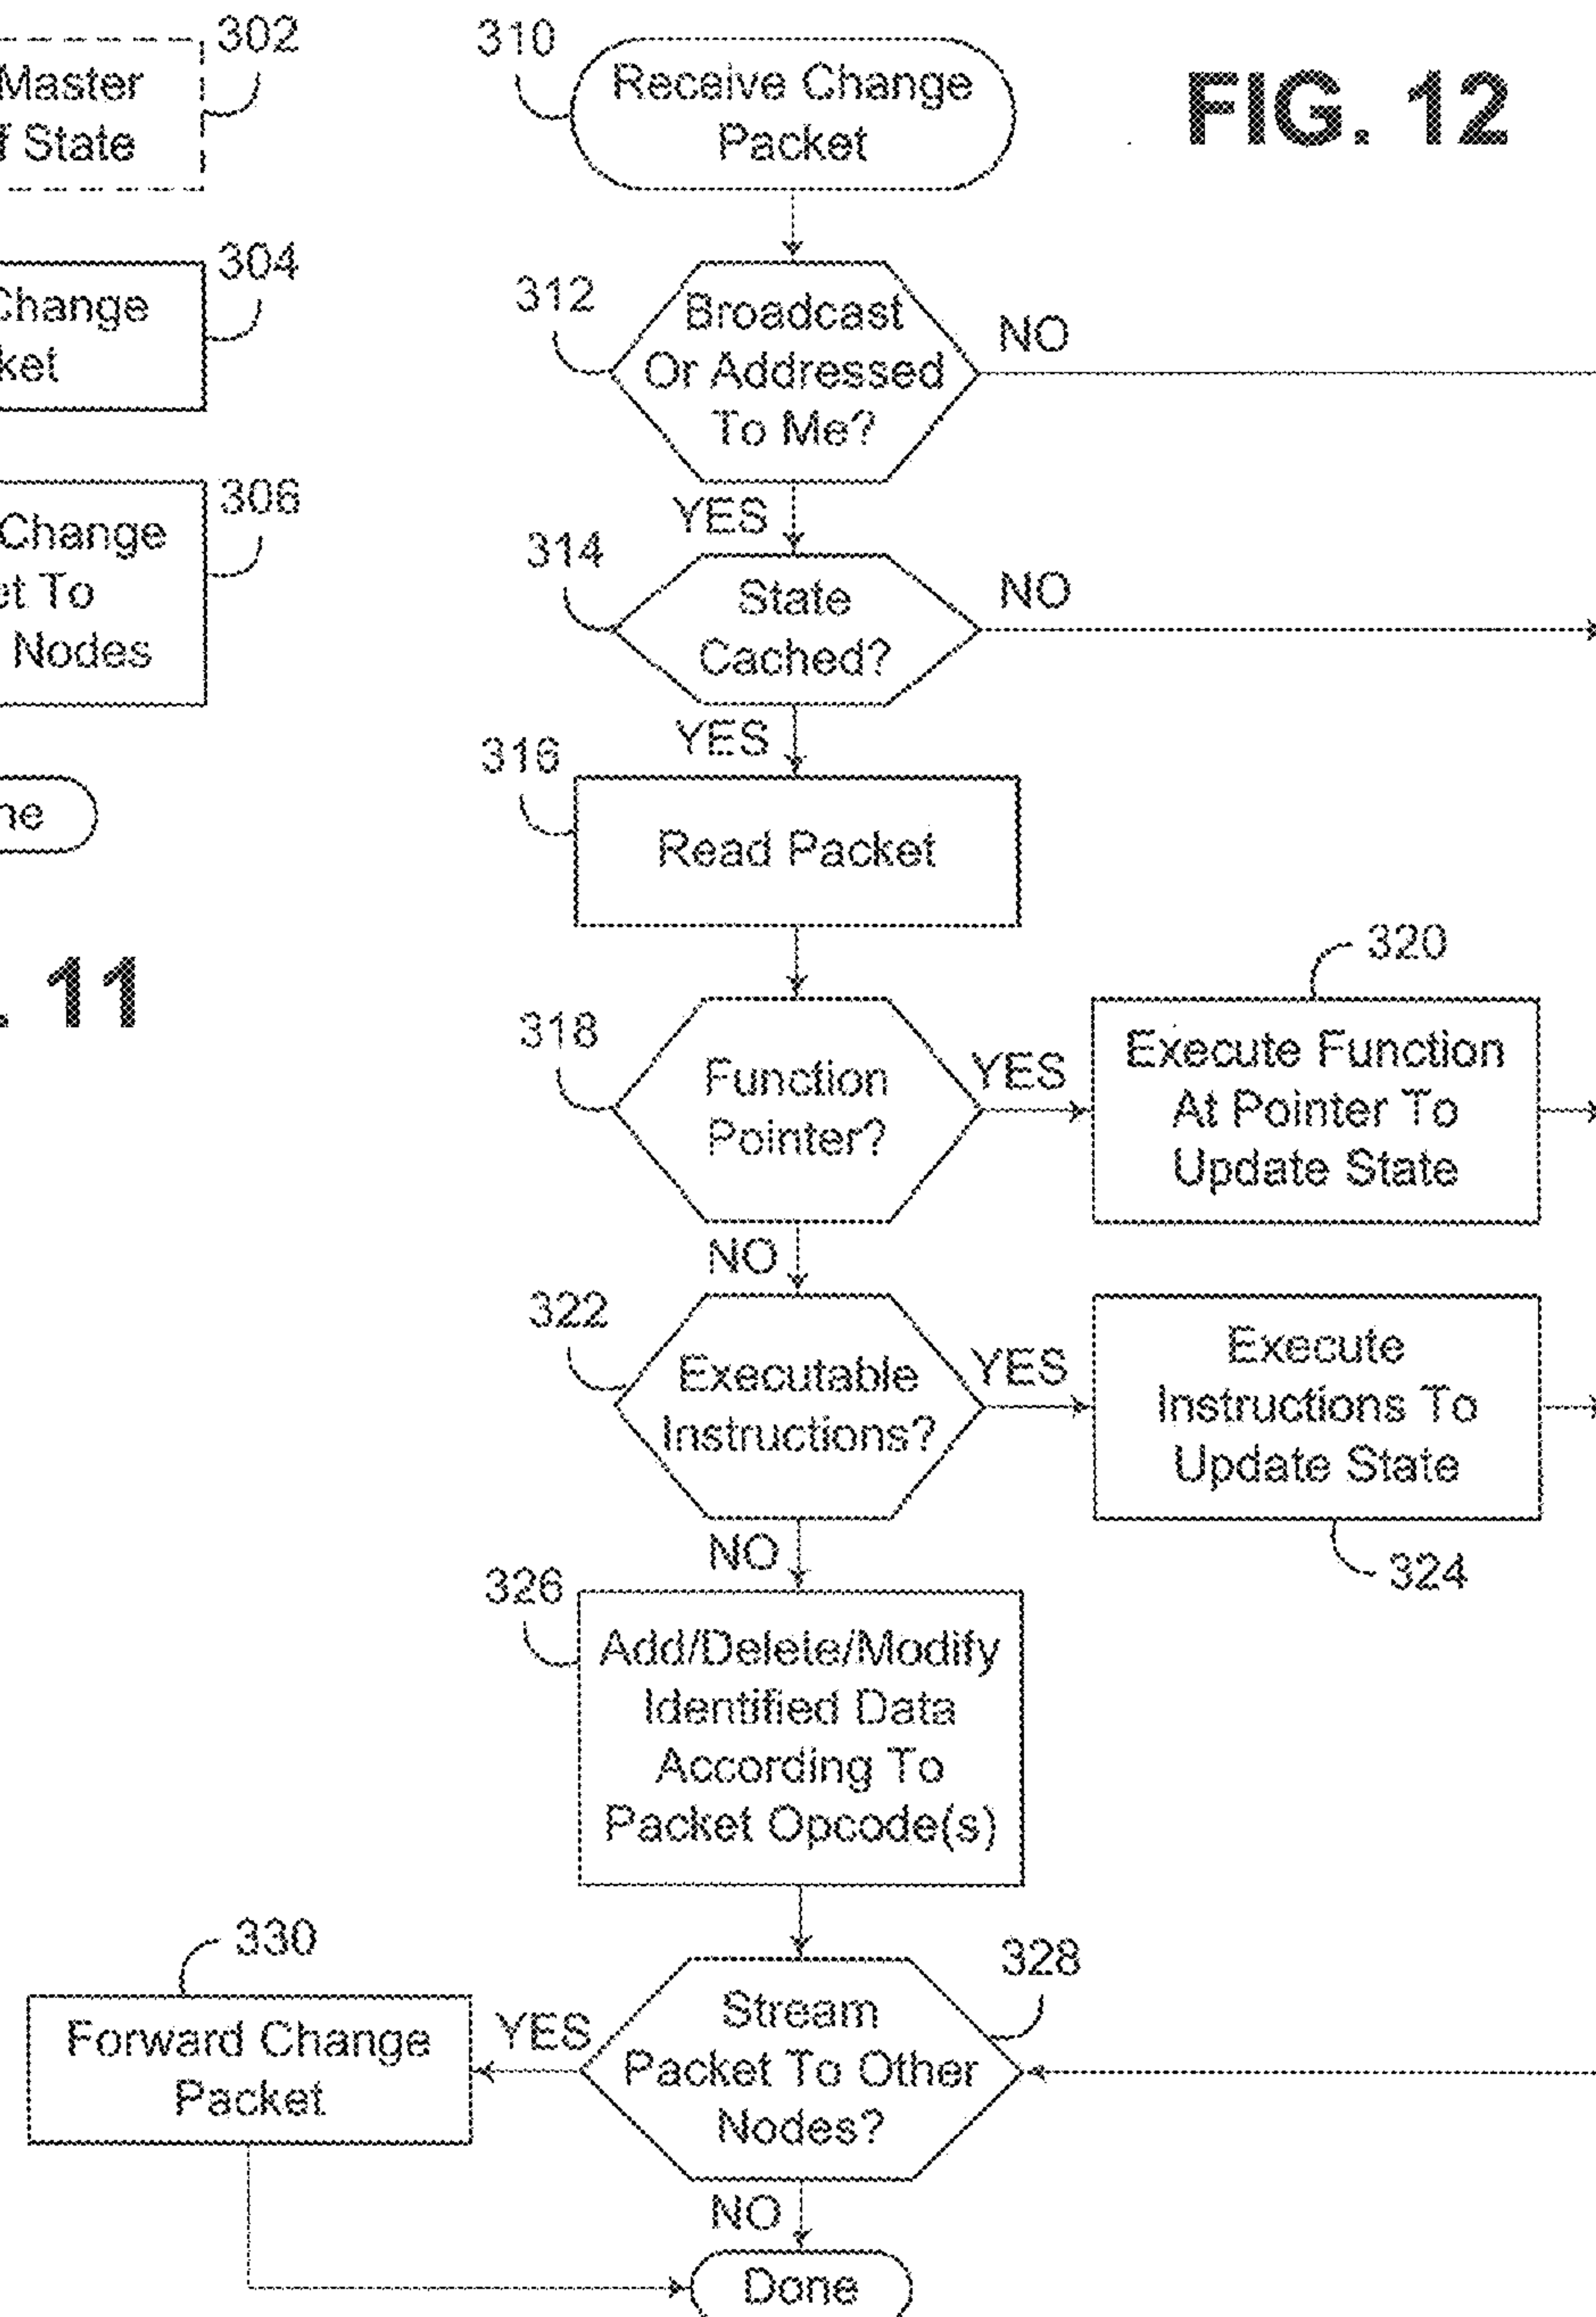 302
Master
f State
304
Change
ket
306
Change
et To
Nodes
ne
. 11
FIG. 12
310
Receive Change
Packet
312
Broadcast
Or Addressed
To Me?
NO
YES
314
State
Cached?
NO
YES
316
Read Packet
318
Function
Pointer?
YES
320
Execute Function
At Pointer To
Update State
NO
322
Executable
Instructions?
YES
Execute
Instructions To
Update State
324
NO
326
Add/Delete/Modify
Identified Data
According To
Packet Opcode(s)
328
Stream
Packet To Other
Nodes?
YES
330
Forward Change
Packet
NO
Done